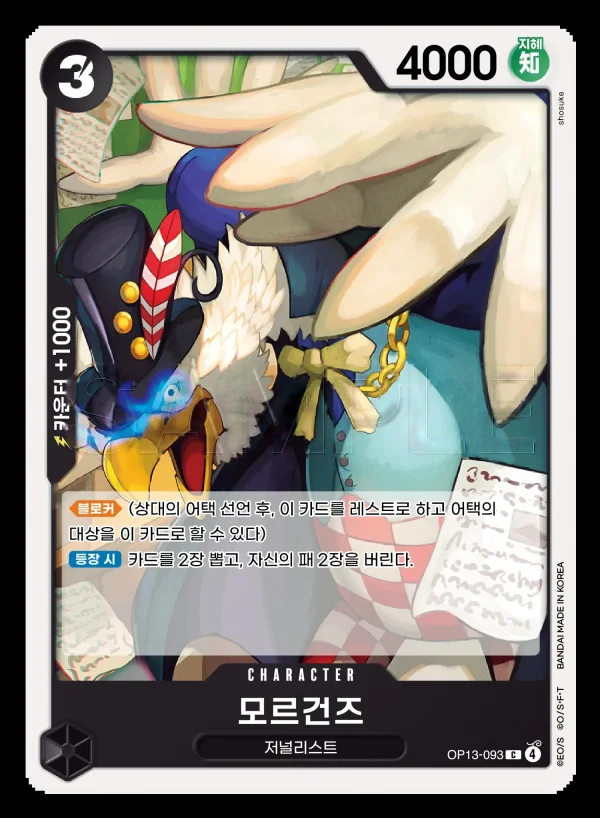 3
4000
지혜
知
shosuke
⚡카운터 +1000
SAMPLE
블로커 (상대의 어택 선언 후, 이 카드를 레스트로 하고 어택의
대상을 이 카드로 할 수 있다)
등장 시 카드를 2장 뽑고, 자신의 패 2장을 버린다.
CHARACTER
모르건즈
저널리스트
OP13-093 C 4
©EO/S ©O/S·F·T BANDAI MADE IN KOREA